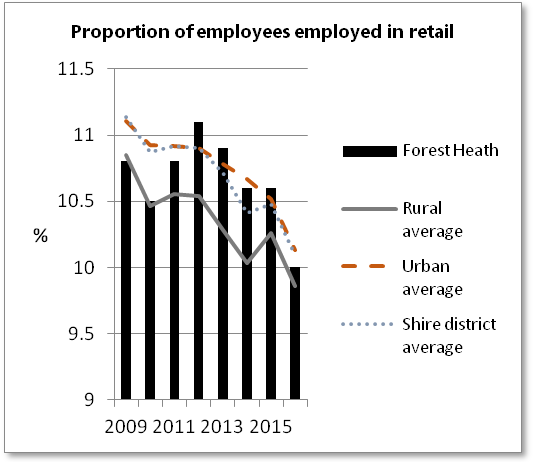 Proportion of employees employed in retail
11.5
11
10.5
10
9.5
9
%
2009 2011 2013 2015
Forest Heath
Rural
average
Urban
average
Shire district
average